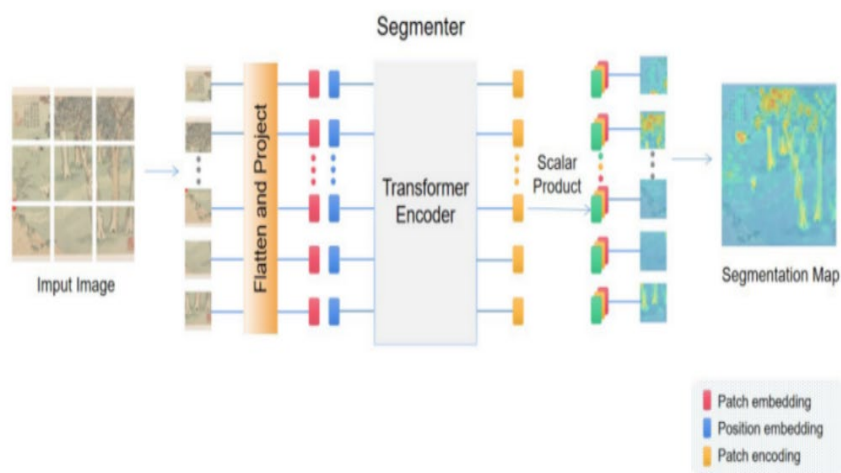 Segmenter
Flatten and Project
Transformer
Encoder
Scalar
Product
Imput Image
Segmentation Map
Patch embedding
Position embedding
Patch encoding